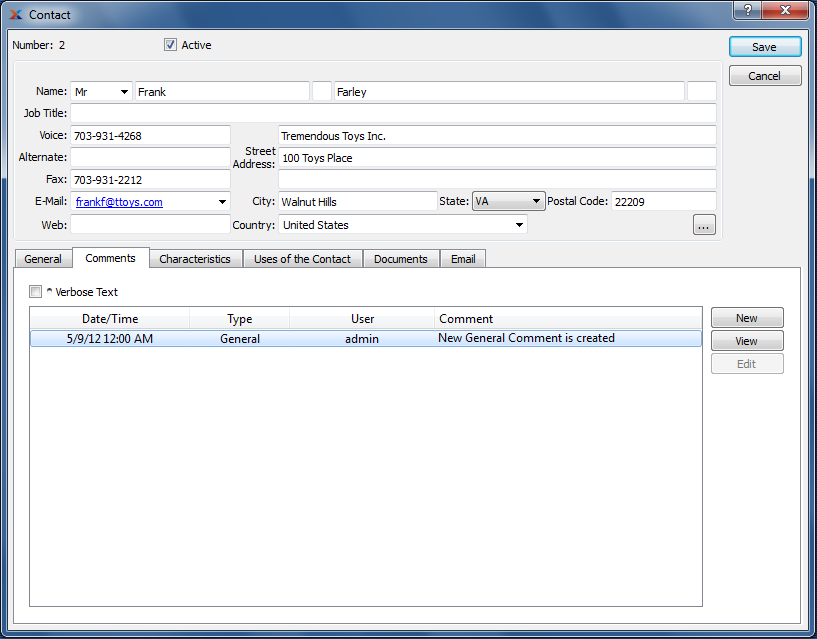 Contact
Number: 2 Active Save
Cancel
Name: Mr Frank Farley
Job Title:
Voice: 703-931-4268 Tremendous Toys Inc.
Alternate: Street Address: 100 Toys Place
Fax: 703-931-2212
E-Mail: frankf@ttoys.com City: Walnut Hills State: VA Postal Code: 22209
Web: Country: United States ...
General Comments Characteristics Uses of the Contact Documents Email
^ Verbose Text
Date/Time Type User Comment New
5/9/12 12:00 AM General admin New General Comment is created View
Edit